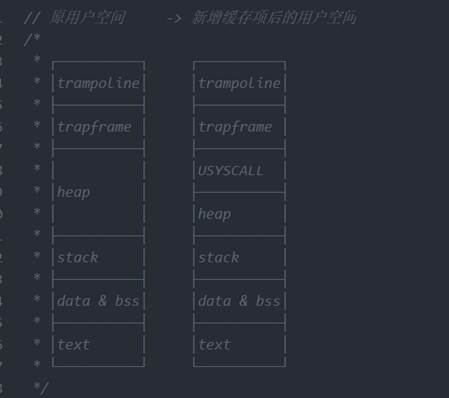 // 原用户空间 -> 新增缓存项后的用户空间
/*
* ┌──────────┐ ┌──────────┐
* │trampoline│ │trampoline│
* ├──────────┤ ├──────────┤
* │trapframe │ │trapframe │
* ├──────────┤ ├──────────┤
* │ │ │USYSCALL │
* │heap │ ├──────────┤
* │ │ │heap │
* ├──────────┤ ├──────────┤
* │stack │ │stack │
* ├──────────┤ ├──────────┤
* │data & bss│ │data & bss│
* ├──────────┤ ├──────────┤
* │text │ │text │
* └──────────┘ └──────────┘
*/